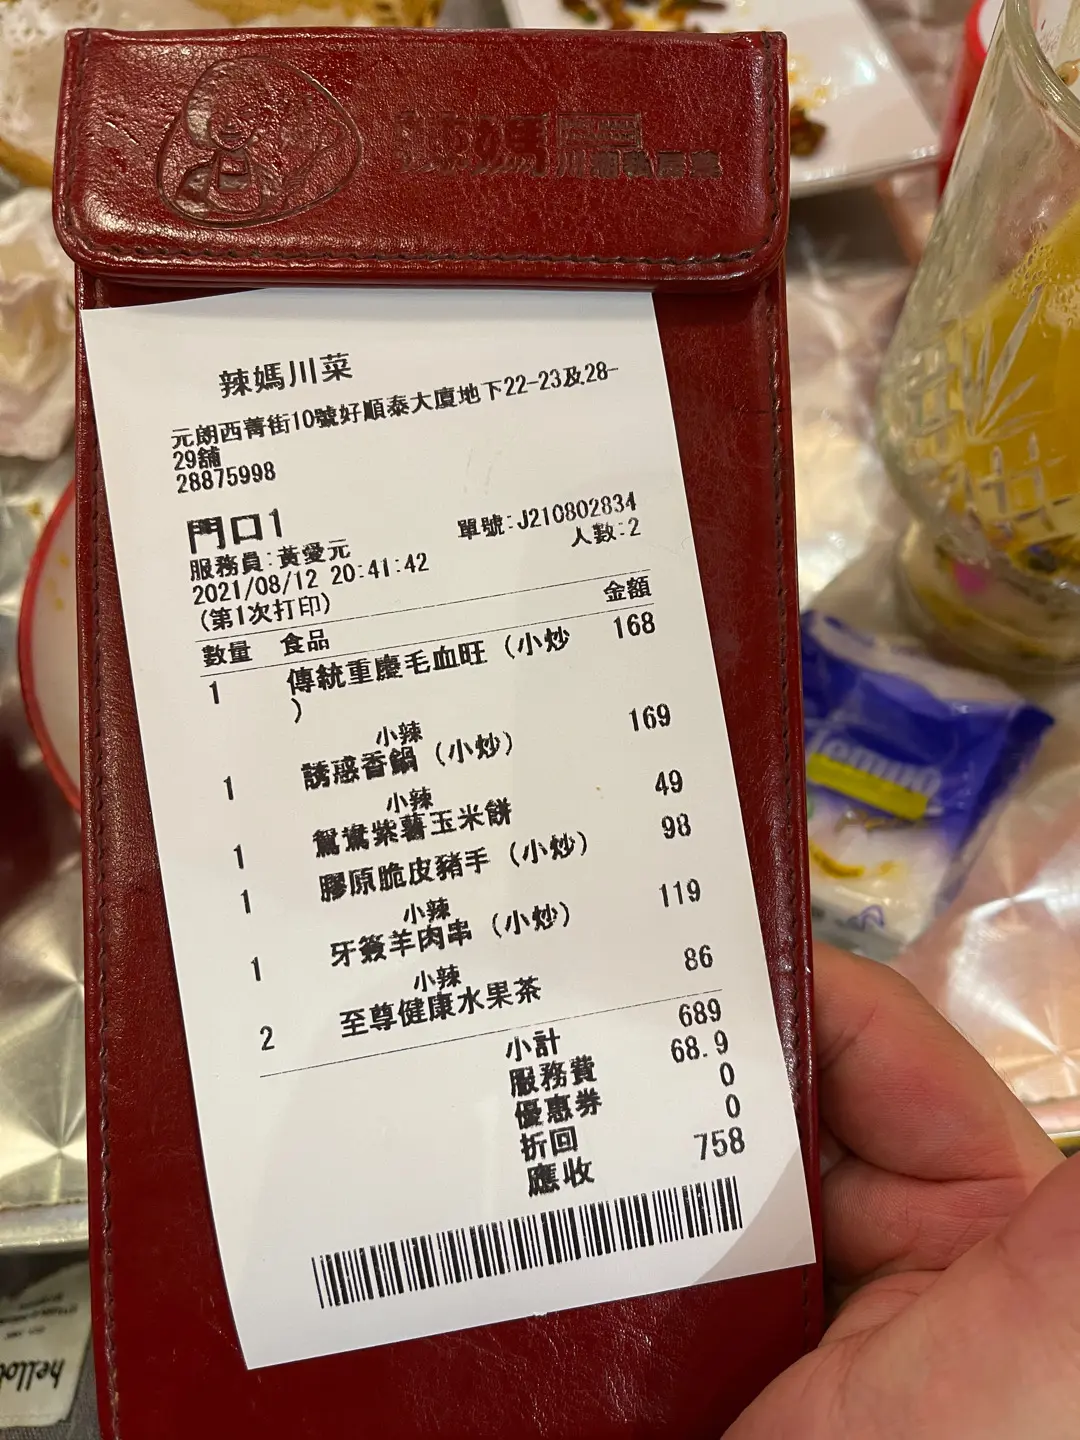 川湘私房菜
辣媽川菜
元朗西菁街10號好順泰大廈地下22-23及28-
29舖
28875998
門口1
單號:J210802834
服務員:黃愛元
人數:2
2021/08/12 20:41:42
(第1次打印)
數量 食品 金額
1 傳統重慶毛血旺（小炒 168
）
小辣
1 誘惑香鍋（小炒） 169
小辣
1 鴛鴦紫薯玉米餅 49
1 膠原脆皮豬手（小炒） 98
小辣
1 牙簽羊肉串（小炒） 119
小辣
2 至尊健康水果茶 86
小計 689
服務費 68.9
優惠券 0
折回 0
應收 758
Tempo
hello